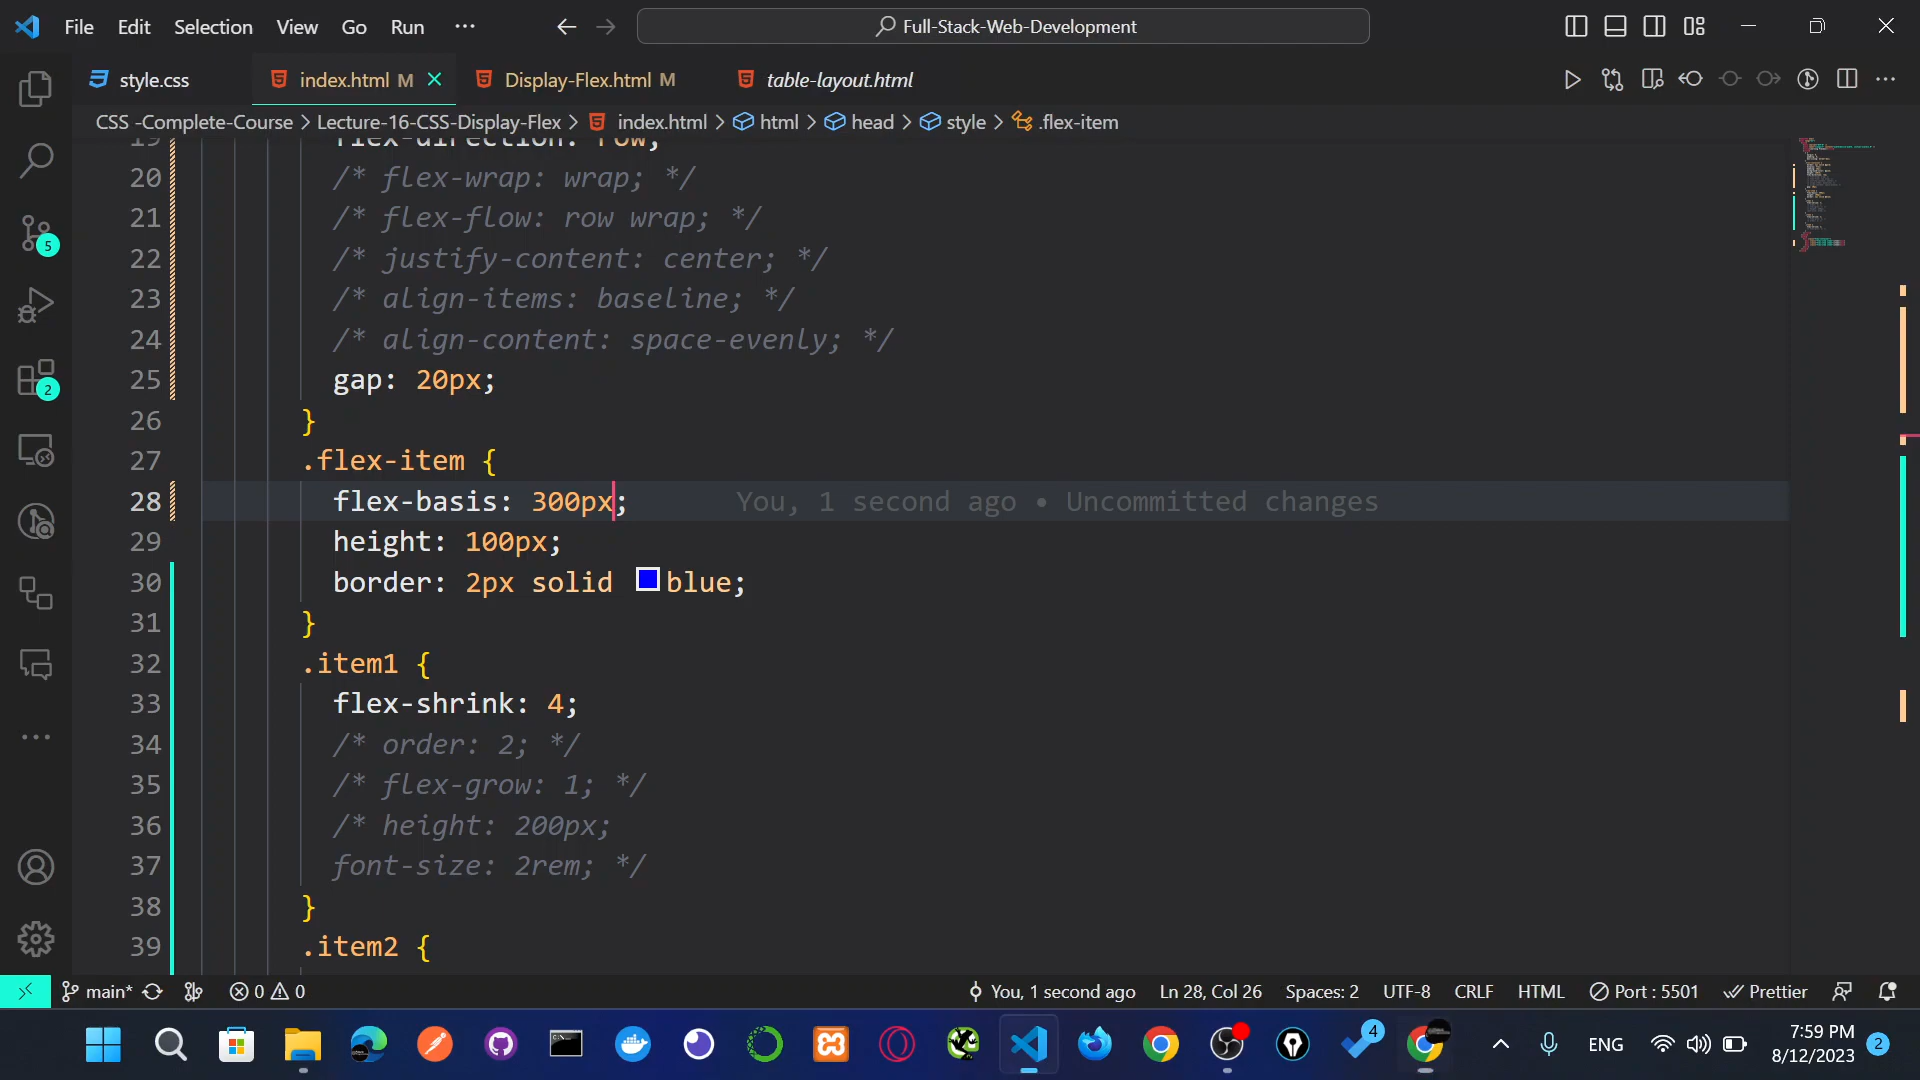 File Edit Selection View Go Run ··· Full-Stack-Web-Development
style.css index.html M Display-Flex.html M table-layout.html
CSS -Complete-Course > Lecture-16-CSS-Display-Flex > index.html > html > head > style > .flex-item
19 flex-direction: row;
20 /* flex-wrap: wrap; */
21 /* flex-flow: row wrap; */
22 /* justify-content: center; */
23 /* align-items: baseline; */
24 /* align-content: space-evenly; */
25 gap: 20px;
26 }
27 .flex-item {
28 flex-basis: 300px; You, 1 second ago • Uncommitted changes
29 height: 100px;
30 border: 2px solid blue;
31 }
32 .item1 {
33 flex-shrink: 4;
34 /* order: 2; */
35 /* flex-grow: 1; */
36 /* height: 200px;
37 font-size: 2rem; */
38 }
39 .item2 {
5
2
main* 0 0 You, 1 second ago Ln 28, Col 26 Spaces: 2 UTF-8 CRLF HTML Port : 5501 Prettier
4 ENG 7:59 PM 2
8/12/2023